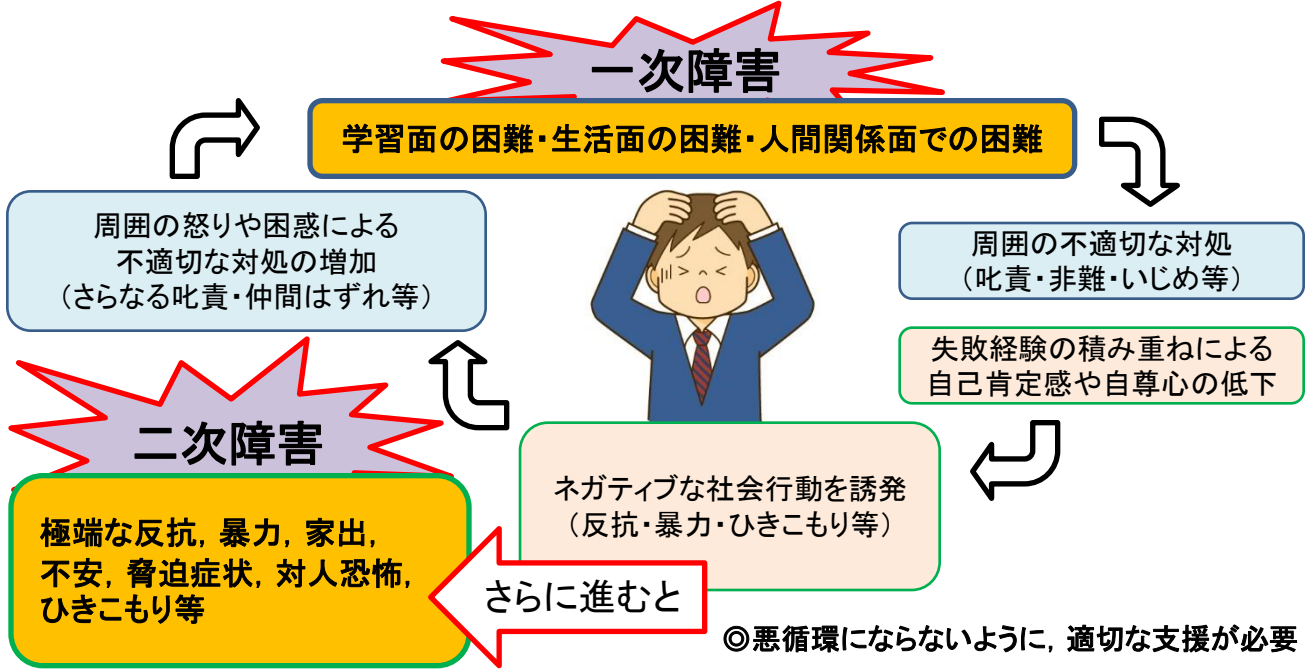 一次障害
学習面の困難・生活面の困難・人間関係面での困難
周囲の不適切な対処
（叱責・非難・いじめ等）
失敗経験の積み重ねによる
自己肯定感や自尊心の低下
ネガティブな社会行動を誘発
（反抗・暴力・ひきこもり等）
周囲の怒りや困惑による
不適切な対処の増加
（さらなる叱責・仲間はずれ等）
さらに進むと
二次障害
極端な反抗，暴力，家出，
不安，脅迫症状，対人恐怖，
ひきこもり等
◎悪循環にならないように，適切な支援が必要